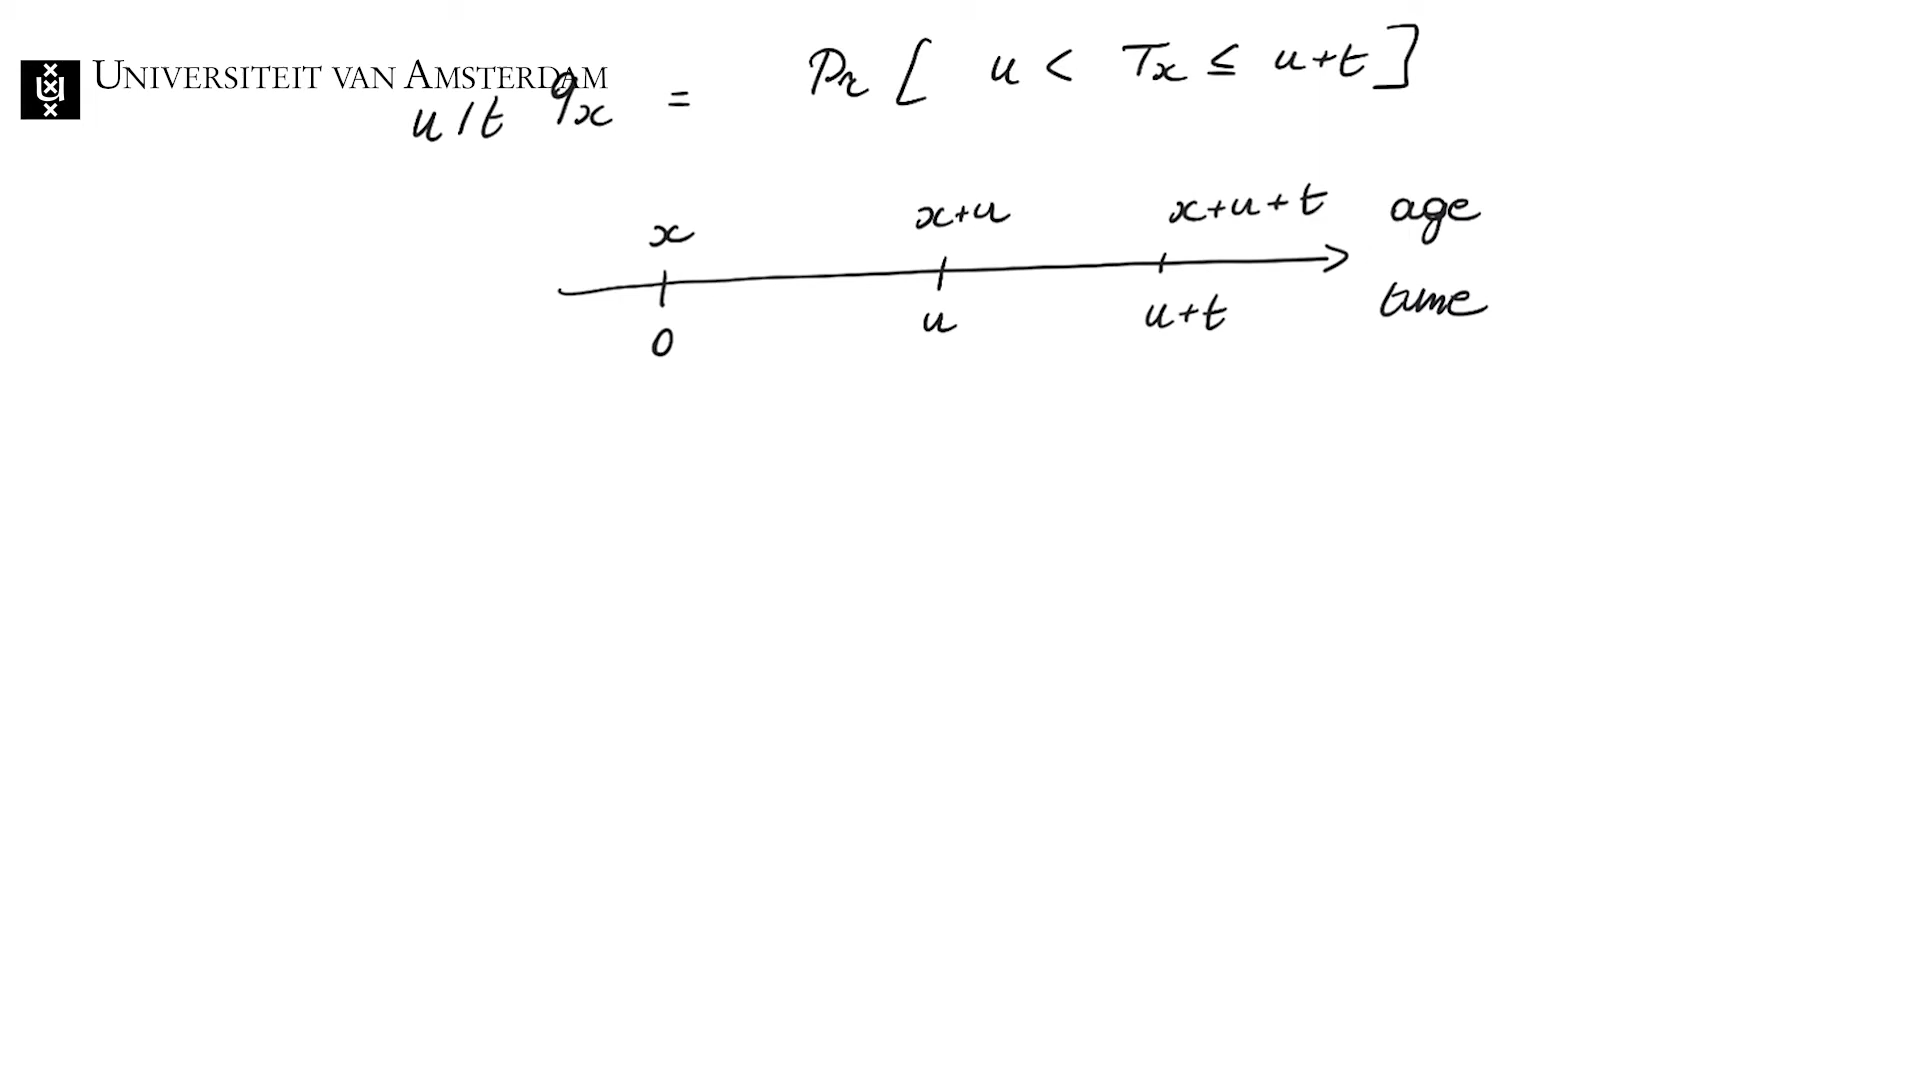 UNIVERSITEIT VAN AMSTERDAM
u|t qx = Pr [ u < Tx ≤ u+t ]
x x+u x+u+t age
0 u u+t time